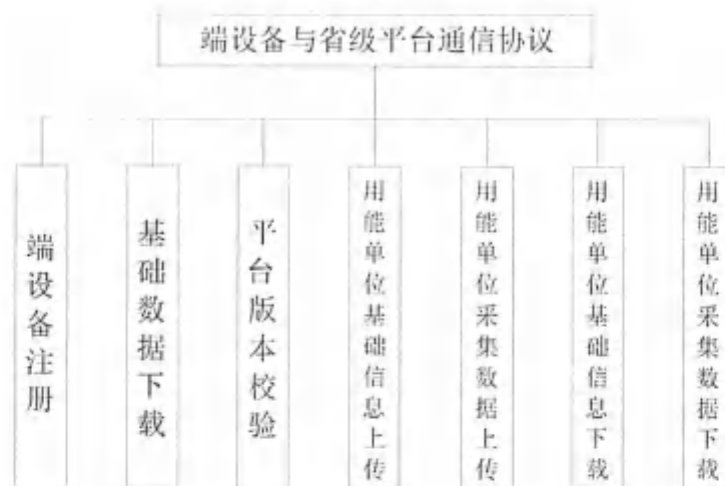 端设备与省级平台通信协议
端设备注册
基础数据下载
平台版本校验
用能单位基础信息上传
用能单位采集数据上传
用能单位基础信息下载
用能单位采集数据下载